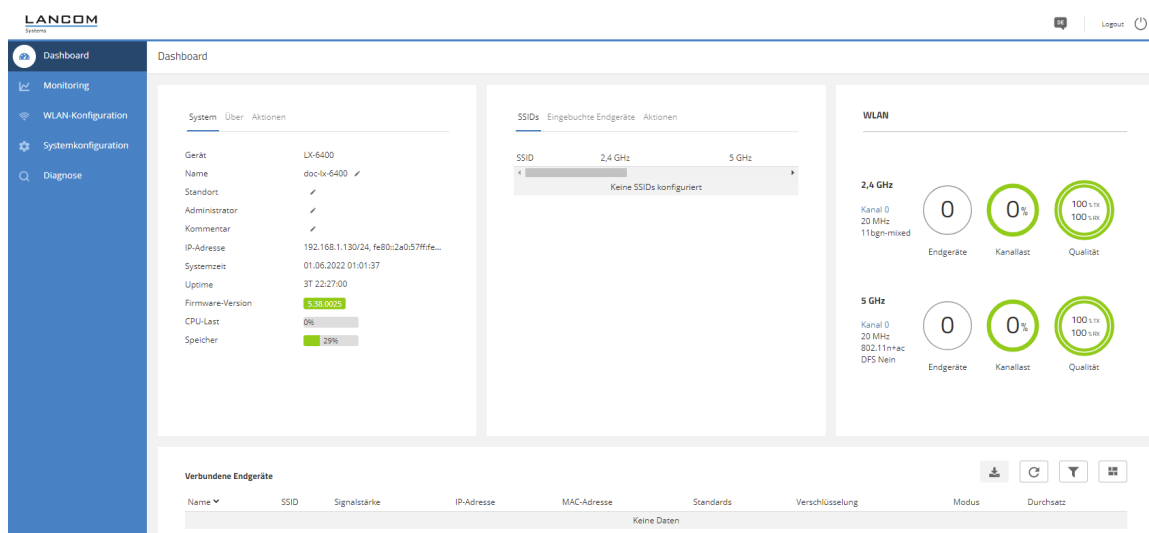 LANCOM
Systems
DE
Logout
Dashboard
Monitoring
WLAN-Konfiguration
Systemkonfiguration
Diagnose
Dashboard
System Über Aktionen
Gerät LX-6400
Name doc-lx-6400
Standort
Administrator
Kommentar
IP-Adresse 192.168.1.130/24, fe80::2a0:57ff:fe...
Systemzeit 01.06.2022 01:01:37
Uptime 3T 22:27:00
Firmware-Version 5.38.0025
CPU-Last 0%
Speicher 29%
SSIDs Eingebuchte Endgeräte Aktionen
SSID 2,4 GHz 5 GHz
Keine SSIDs konfiguriert
WLAN
2,4 GHz
Kanal 0
20 MHz
11bgn-mixed
0
0%
100 % TX
100 % RX
Endgeräte Kanallast Qualität
5 GHz
Kanal 0
20 MHz
802.11n+ac
DFS Nein
0
0%
100 % TX
100 % RX
Endgeräte Kanallast Qualität
Verbundene Endgeräte
Name SSID Signalstärke IP-Adresse MAC-Adresse Standards Verschlüsselung Modus Durchsatz
Keine Daten